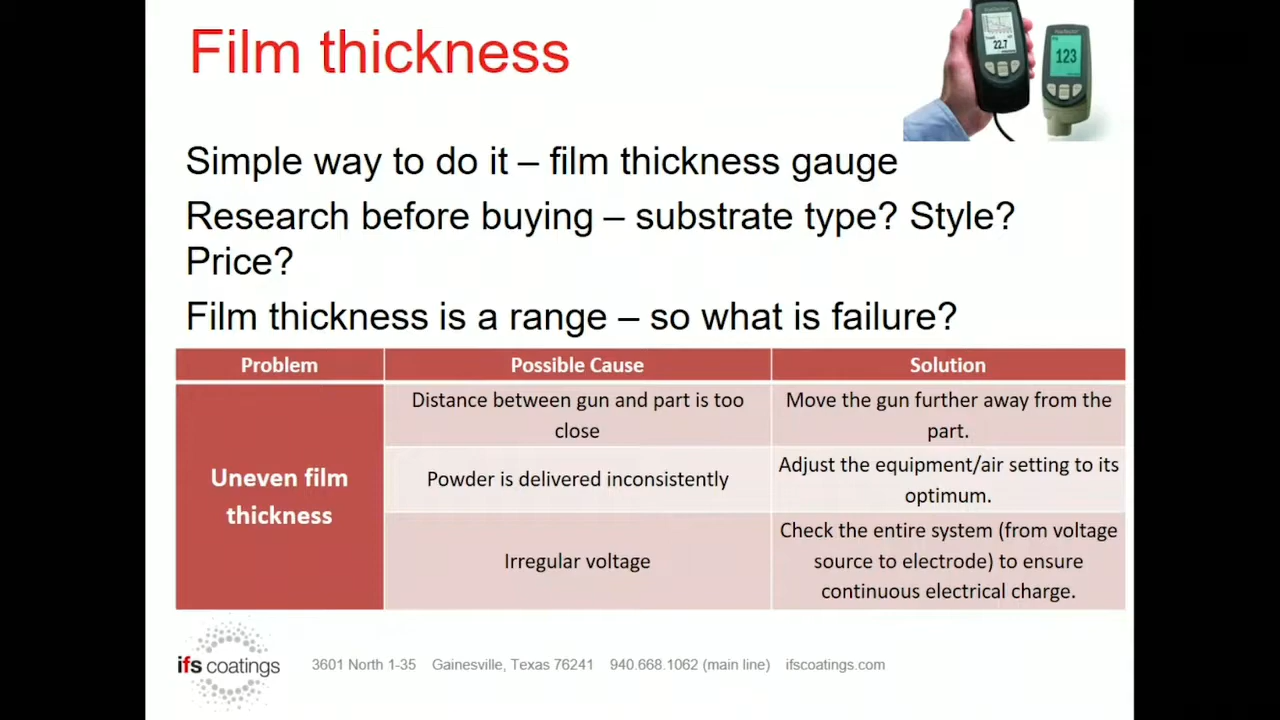 Film thickness
22.7
123
Simple way to do it – film thickness gauge
Research before buying – substrate type? Style?
Price?
Film thickness is a range – so what is failure?
Problem
Possible Cause
Solution
Uneven film
thickness
Distance between gun and part is too
close
Move the gun further away from the
part.
Powder is delivered inconsistently
Adjust the equipment/air setting to its
optimum.
Irregular voltage
Check the entire system (from voltage
source to electrode) to ensure
continuous electrical charge.
ifs coatings
3601 North 1-35 Gainesville, Texas 76241 940.668.1062 (main line) ifscoatings.com